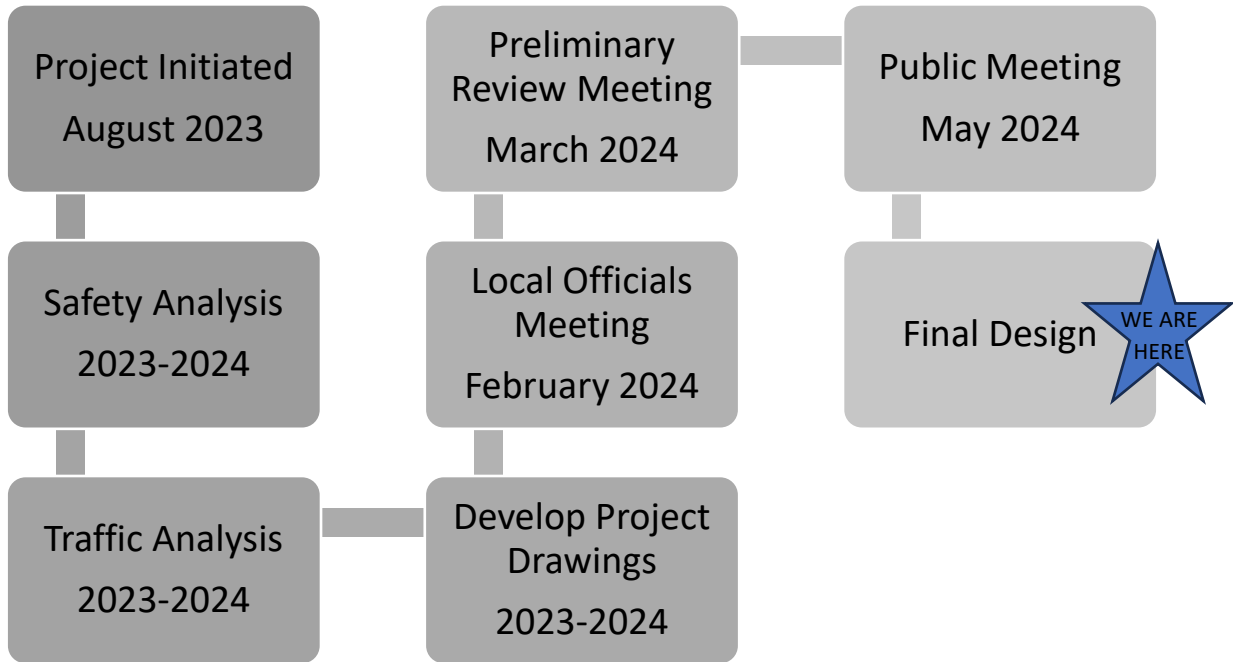 Project Initiated
August 2023
Safety Analysis
2023-2024
Traffic Analysis
2023-2024
Develop Project
Drawings
2023-2024
Local Officials
Meeting
February 2024
Preliminary
Review Meeting
March 2024
Public Meeting
May 2024
Final Design
WE ARE
HERE